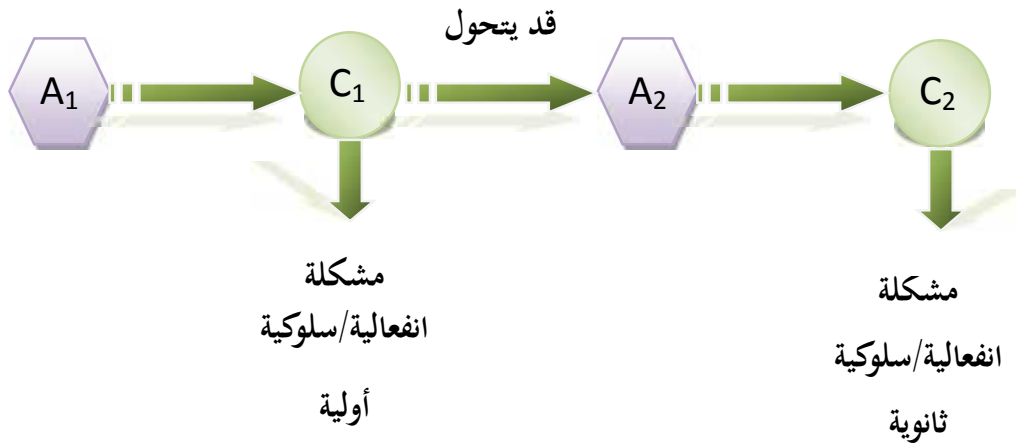 قد يتحول
A₁
C₁
A₂
C₂
مشكلة
انفعالية/سلوكية
أولية
مشكلة
انفعالية/سلوكية
ثانوية